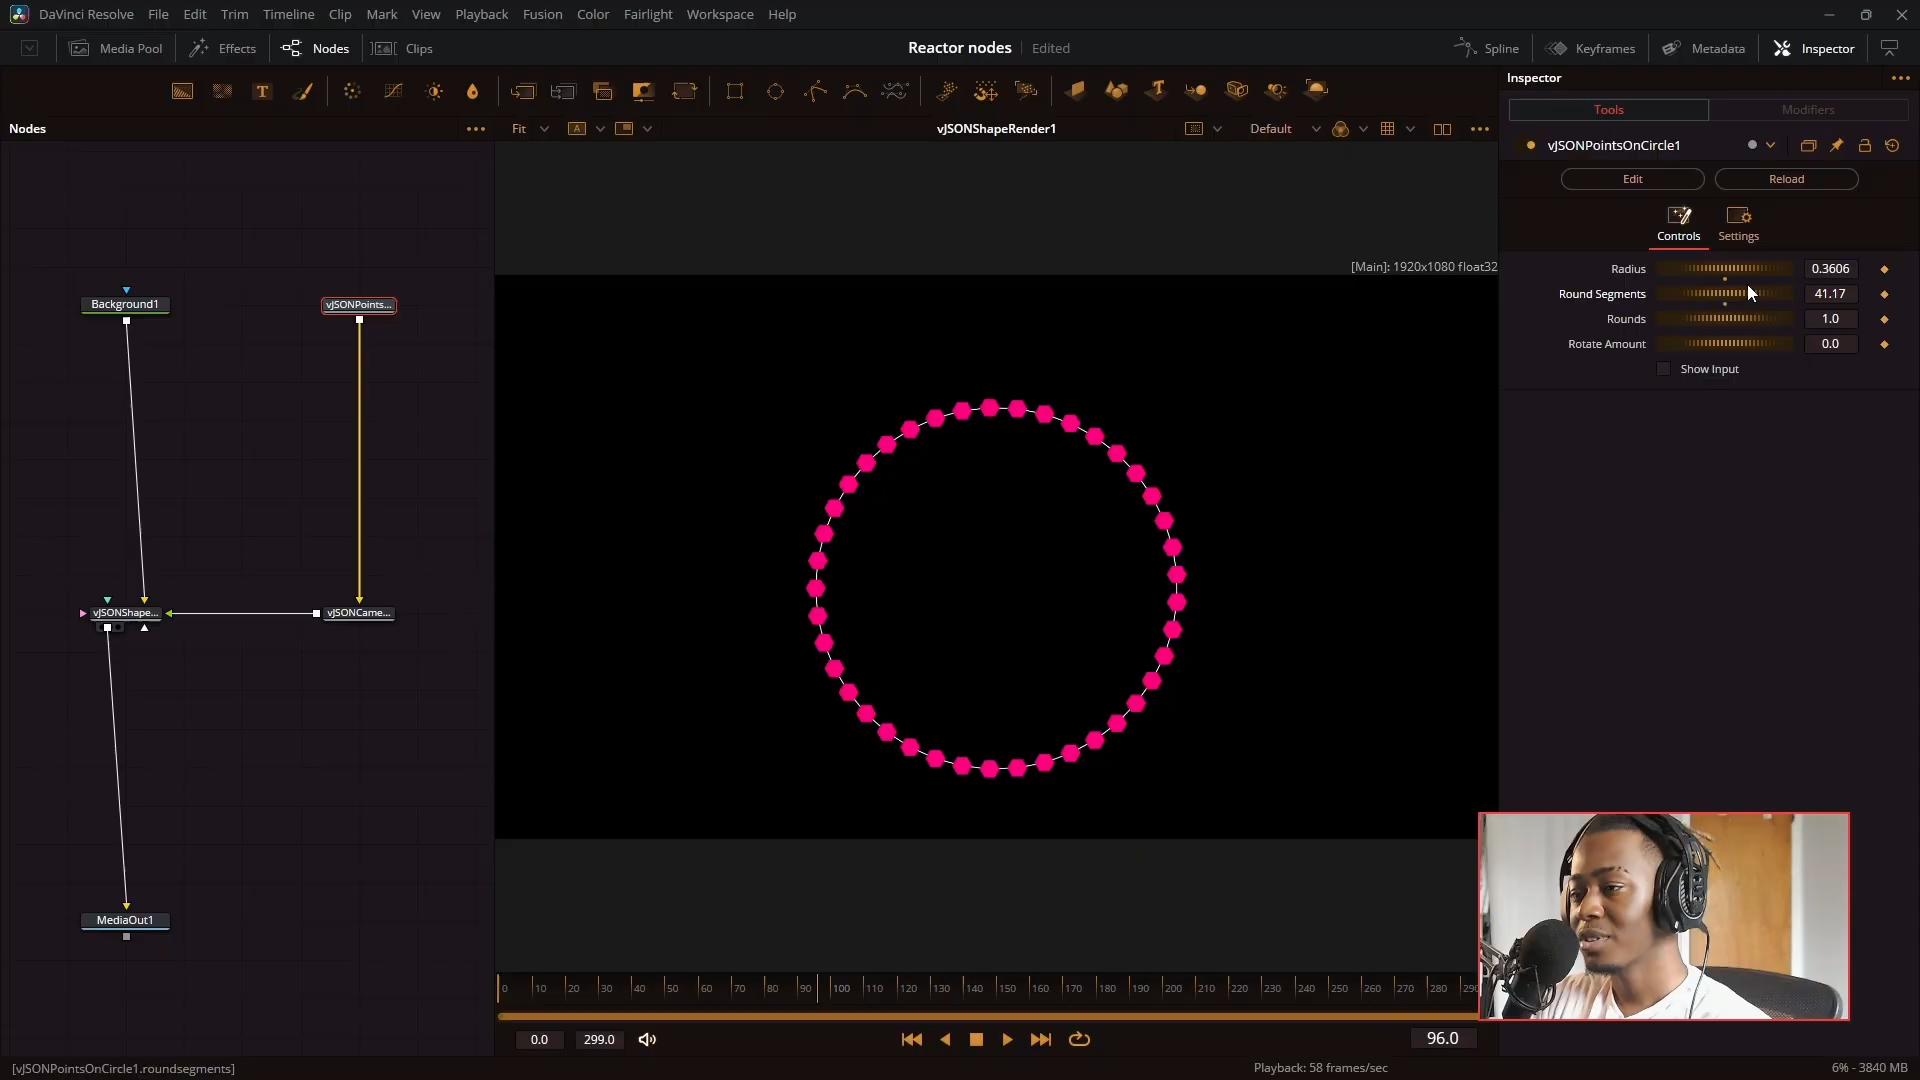 DaVinci Resolve File Edit Trim Timeline Clip Mark View Playback Fusion Color Fairlight Workspace Help
Media Pool Effects Nodes Clips Reactor nodes Edited Spline Keyframes Metadata Inspector
Inspector
T T
Tools Modifiers
Nodes Fit A vJSONShapeRender1 Default
vJSONPointsOnCircle1
Edit Reload
Controls Settings
[Main]: 1920x1080 float32
Radius 0.3606
Round Segments 41.17
Rounds 1.0
Rotate Amount 0.0
Show Input
Background1 vJSONPoints...
vJSONShape... vJSONCame...
MediaOut1
0 10 20 30 40 50 60 70 80 90 100 110 120 130 140 150 160 170 180 190 200 210 220 230 240 250 260 270 280 290
0.0 299.0 96.0
[vJSONPointsOnCircle1.roundsegments] Playback: 58 frames/sec 6% - 3840 MB